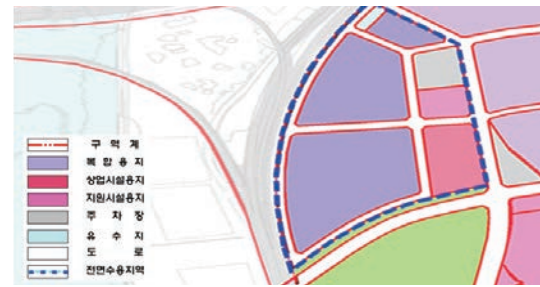 구 역 계
복 합 용 지
상업시설용지
지원시설용지
주 차 장
유 수 지
도 로
전면수용지역